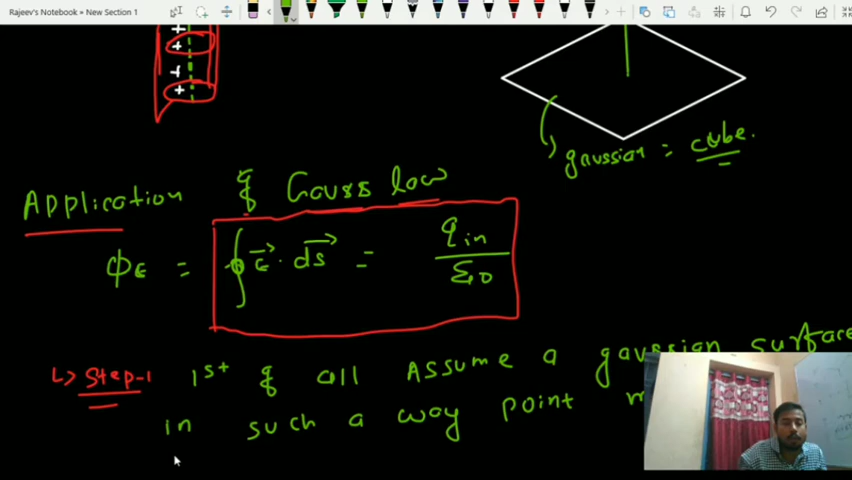 Rajeev's Notebook » New Section 1
+
+
+
+
gaussian = cube.
Application of Gauss law
ϕE = ∮ E⃗ . ds⃗ = qin / ε0
↳ Step-1 1st of all Assume a gaussian surface
in such a way point